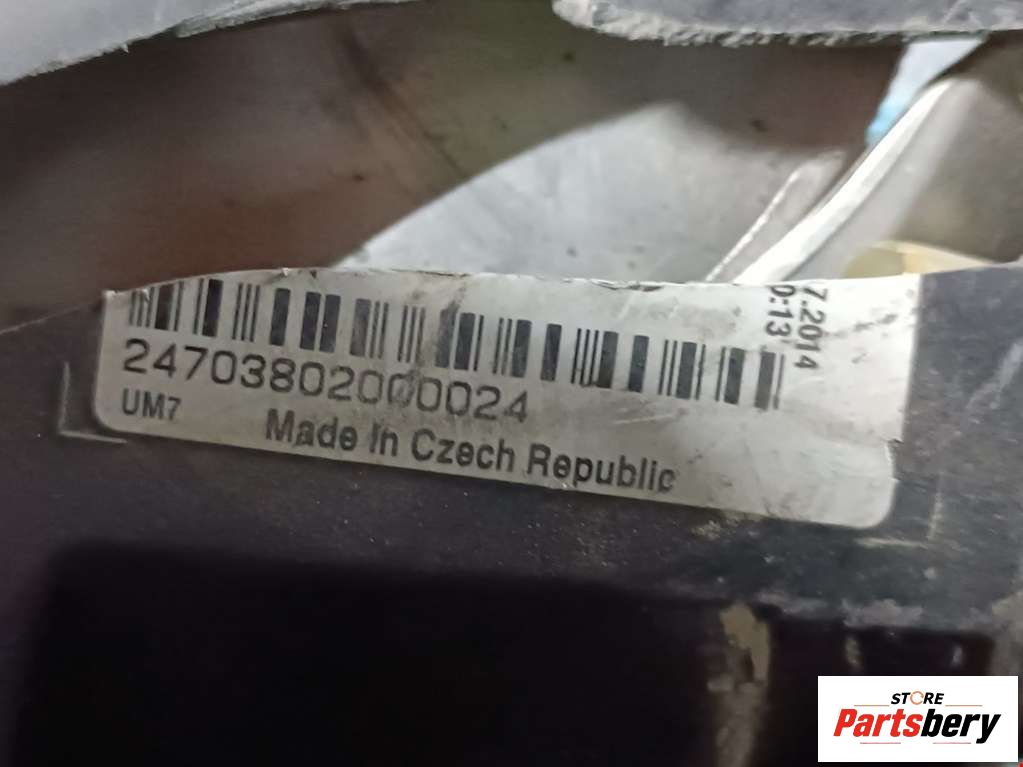 24703802000024
UM7
Made In Czech Republic
7.2014
0:13
STORE
Partsbery